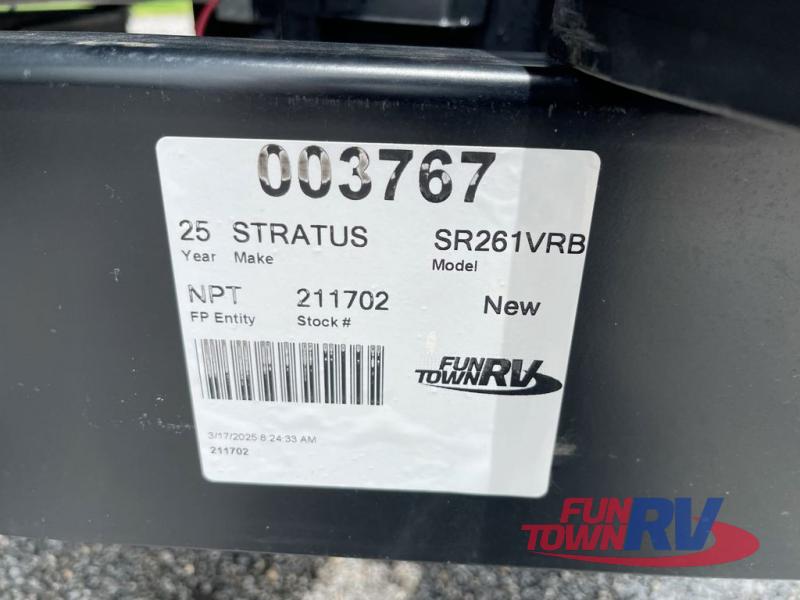 003767
25 STRATUS SR261VRB
Year Make Model
NPT 211702 New
FP Entity Stock #
FUN
TOWN RV
3/17/2025 8:24:33 AM
211702
FUN
TOWN RV